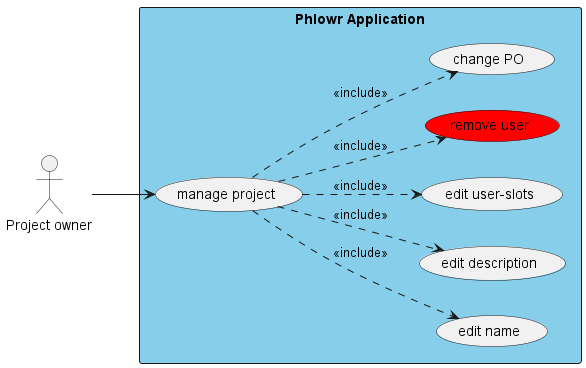 Phlowr Application
change PO
«include»
remove user
«include»
manage project
«include»
edit user-slots
«include»
Project owner
«include»
edit description
edit name